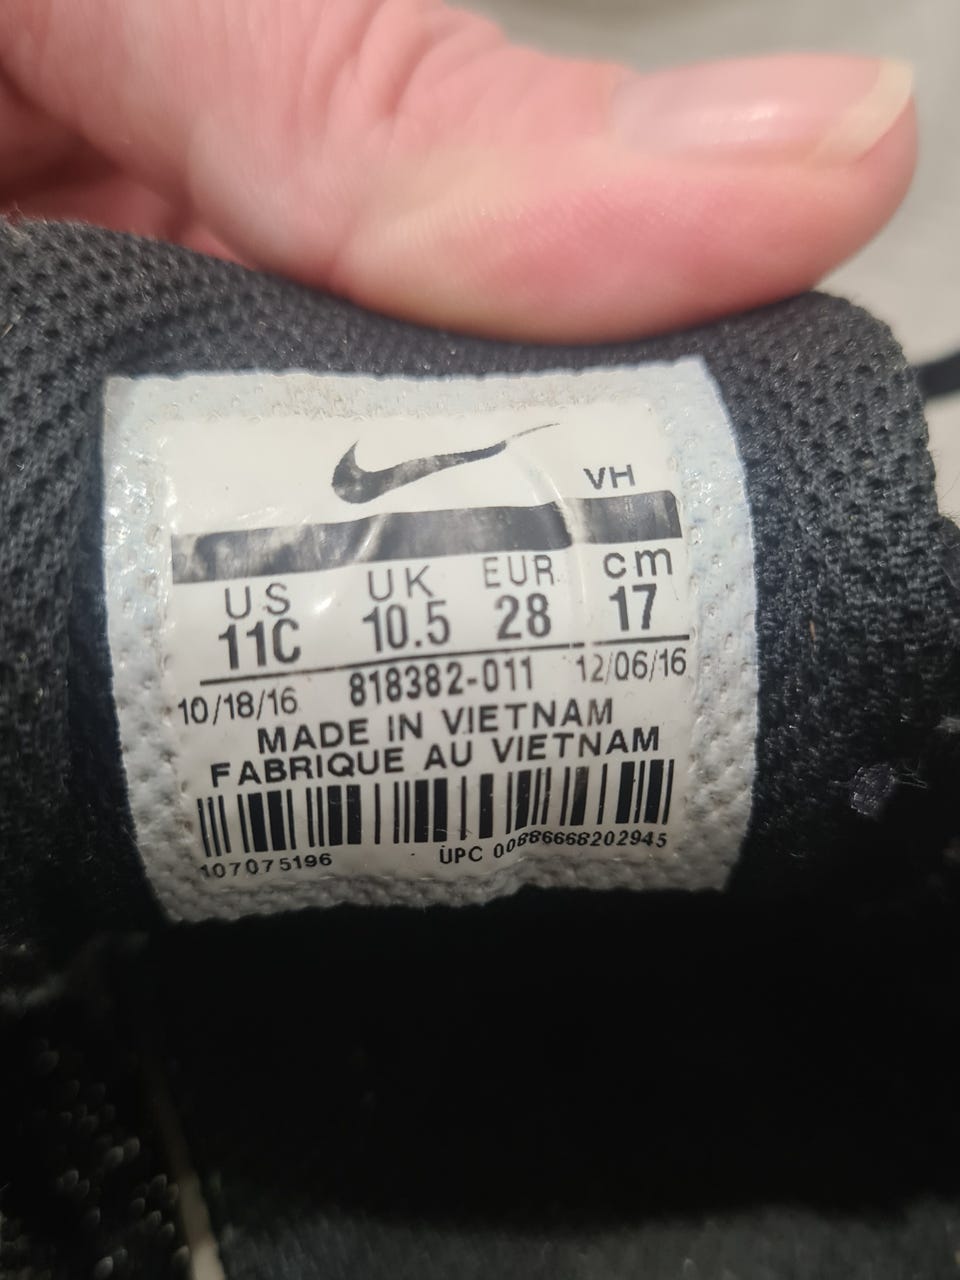 VH
US UK EUR cm
11C 10.5 28 17
10/18/16 818382-011 12/06/16
MADE IN VIETNAM
FABRIQUE AU VIETNAM
107075196 UPC 00886668202945